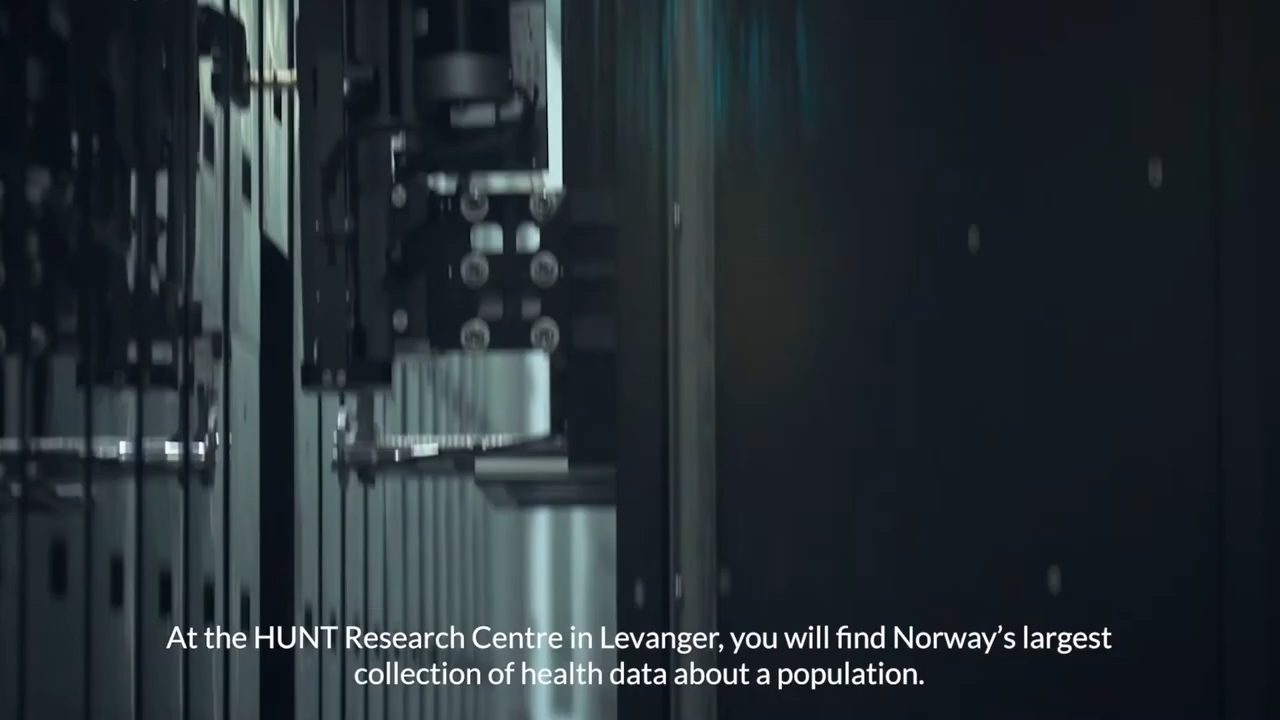 At the HUNT Research Centre in Levanger, you will find Norway’s largest
collection of health data about a population.